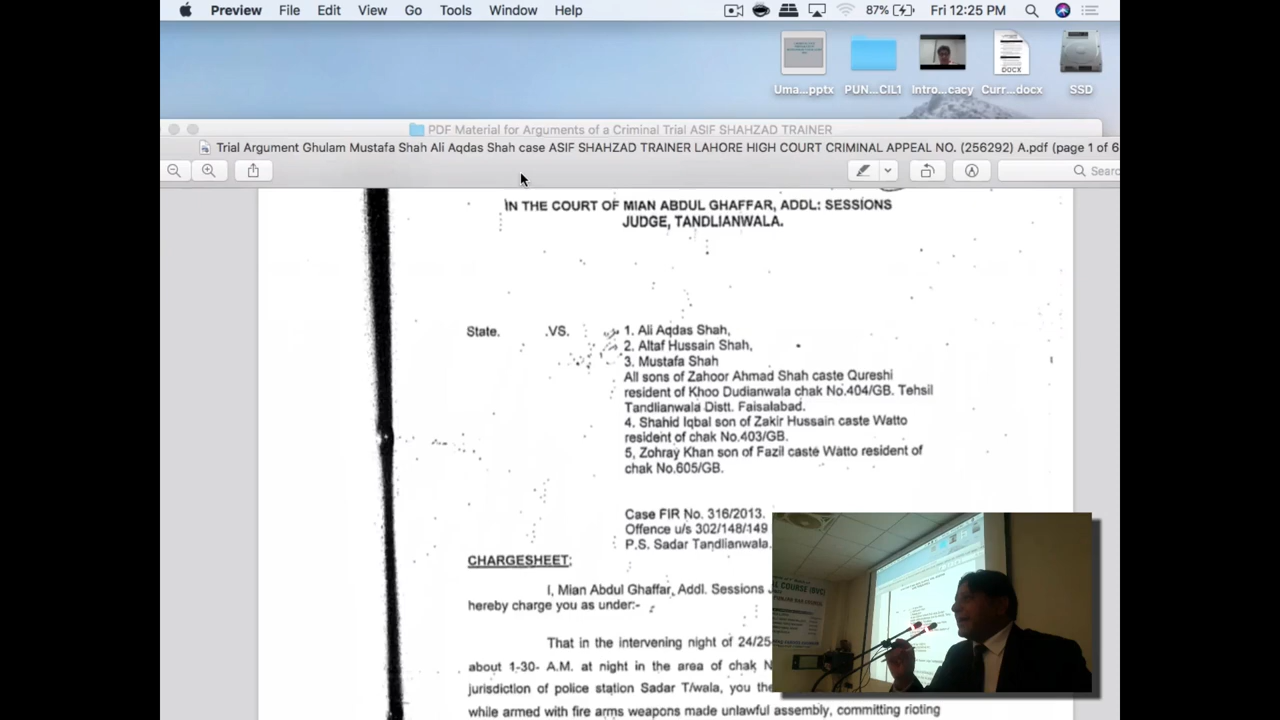 Preview File Edit View Go Tools Window Help 87% Fri 12:25 PM
Uma...pptx PUN...CIL1 Intro...cacy Curr...docx SSD
DOCX
PDF Material for Arguments of a Criminal Trial ASIF SHAHZAD TRAINER
Trial Argument Ghulam Mustafa Shah Ali Aqdas Shah case ASIF SHAHZAD TRAINER LAHORE HIGH COURT CRIMINAL APPEAL NO. (256292) A.pdf (page 1 of 6
Sear
IN THE COURT OF MIAN ABDUL GHAFFAR, ADDL: SESSIONS
JUDGE, TANDLIANWALA.
State. .VS. 1. Ali Aqdas Shah,
2. Altaf Hussain Shah,
3. Mustafa Shah
All sons of Zahoor Ahmad Shah caste Qureshi
resident of Khoo Dudianwala chak No.404/GB. Tehsil
Tandlianwala Distt. Faisalabad.
4. Shahid Iqbal son of Zakir Hussain caste Watto
resident of chak No.403/GB.
5, Zohray Khan son of Fazil caste Watto resident of
chak No.605/GB.
Case FIR No. 316/2013.
Offence u/s 302/148/149
P.S. Sadar Tandlianwala.
CHARGESHEET;
I, Mian Abdul Ghaffar, Addl. Sessions
hereby charge you as under:-
That in the intervening night of 24/25
about 1-30- A.M. at night in the area of chak N
jurisdiction of police station Sadar T/wala, you the
while armed with fire arms weapons made unlawful assembly, committing rioting
COURSE (BVC)